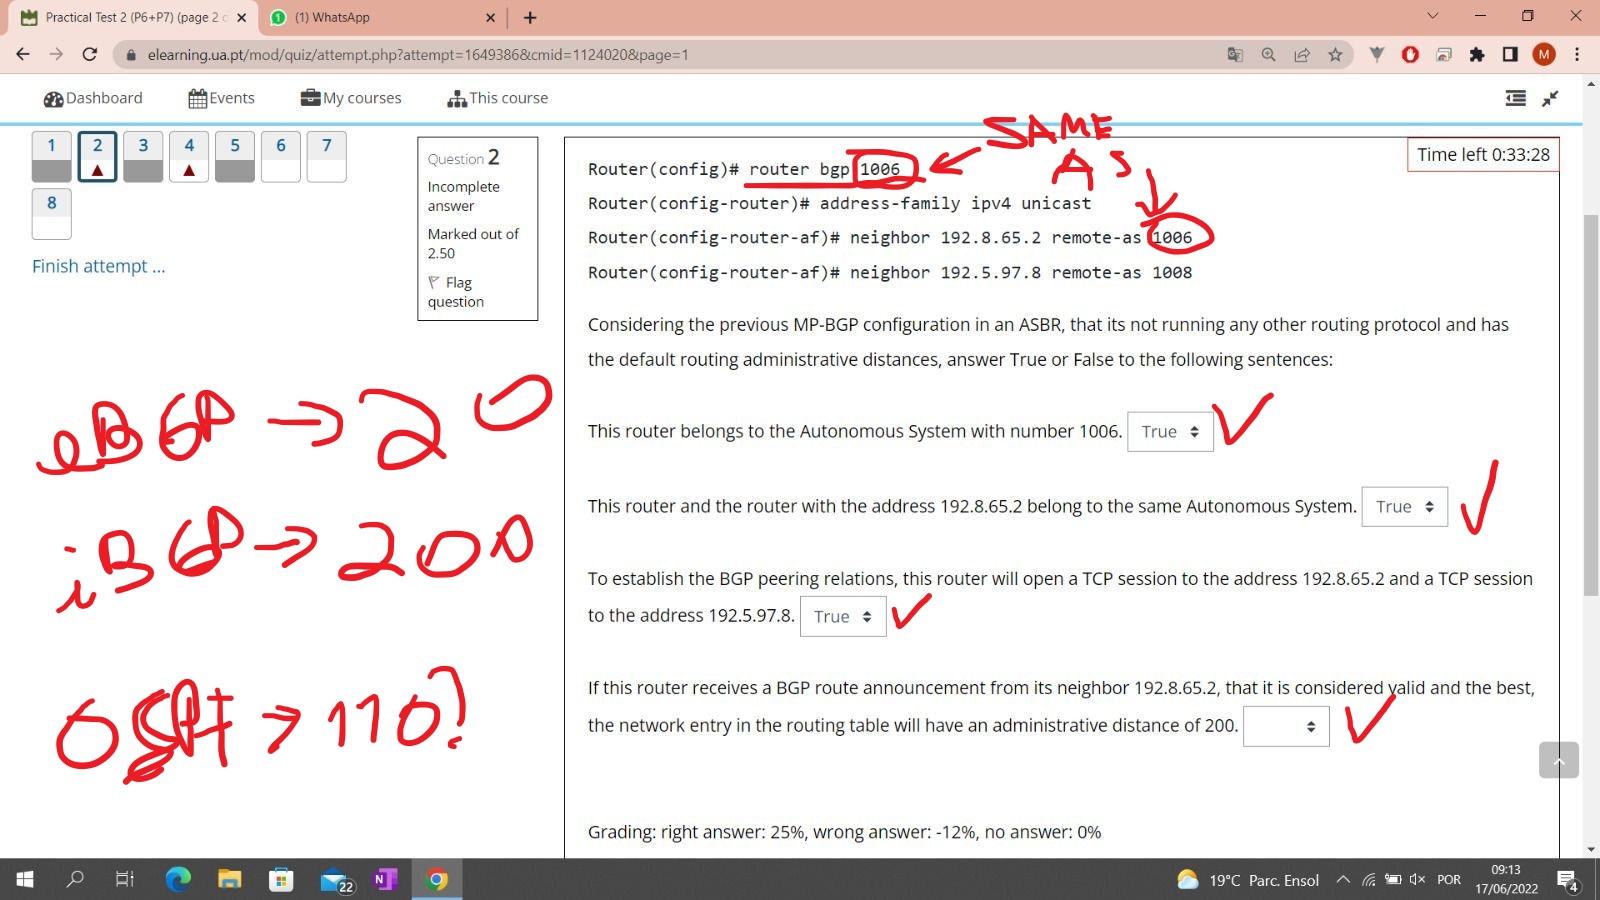 Practical Test 2 (P6+P7) (page 2 o
(1) WhatsApp
elearning.ua.pt/mod/quiz/attempt.php?attempt=1649386&cmid=1124020&page=1
M
Dashboard
Events
My courses
This course
1 2 3 4 5 6 7
8
Finish attempt ...
Question 2
Incomplete
answer
Marked out of
2.50
Flag
question
Time left 0:33:28
SAME
AS
Router(config)# router bgp 1006
Router(config-router)# address-family ipv4 unicast
Router(config-router-af)# neighbor 192.8.65.2 remote-as 1006
Router(config-router-af)# neighbor 192.5.97.8 remote-as 1008
Considering the previous MP-BGP configuration in an ASBR, that its not running any other routing protocol and has
the default routing administrative distances, answer True or False to the following sentences:
This router belongs to the Autonomous System with number 1006. True
This router and the router with the address 192.8.65.2 belong to the same Autonomous System. True
To establish the BGP peering relations, this router will open a TCP session to the address 192.8.65.2 and a TCP session
to the address 192.5.97.8. True
If this router receives a BGP route announcement from its neighbor 192.8.65.2, that it is considered valid and the best,
the network entry in the routing table will have an administrative distance of 200.
Grading: right answer: 25%, wrong answer: -12%, no answer: 0%
eBGP → 20
iBGP → 200
OSPF → 110?
22
19°C Parc. Ensol
POR
09:13
17/06/2022
4